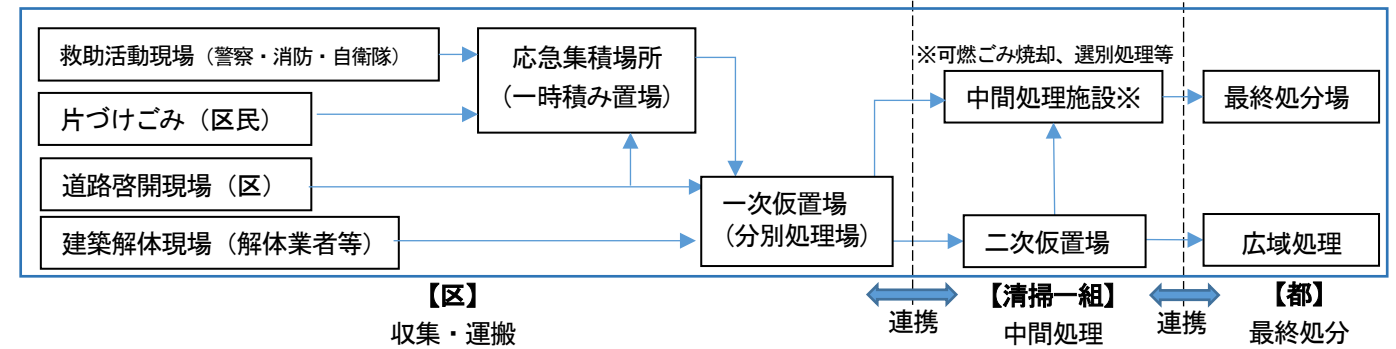 救助活動現場（警察・消防・自衛隊）
片づけごみ（区民）
道路啓開現場（区）
建築解体現場（解体業者等）
応急集積場所
（一時積み置場）
一次仮置場
（分別処理場）
※可燃ごみ焼却、選別処理等
中間処理施設※
二次仮置場
最終処分場
広域処理
【区】
収集・運搬
連携
【清掃一組】
中間処理
連携
【都】
最終処分